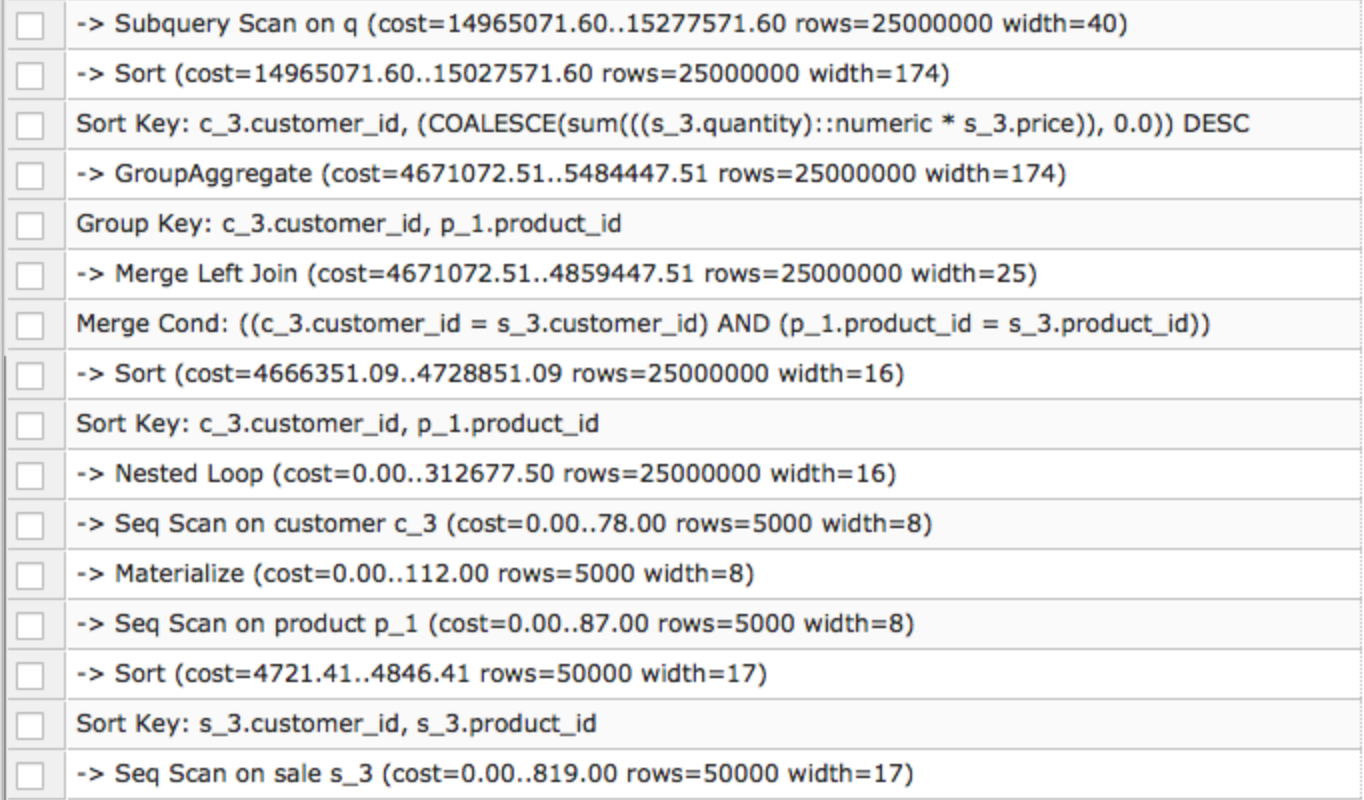 -> Subquery Scan on q (cost=14965071.60..15277571.60 rows=25000000 width=40)
-> Sort (cost=14965071.60..15027571.60 rows=25000000 width=174)
Sort Key: c_3.customer_id, (COALESCE(sum(((s_3.quantity)::numeric * s_3.price)), 0.0)) DESC
-> GroupAggregate (cost=4671072.51..5484447.51 rows=25000000 width=174)
Group Key: c_3.customer_id, p_1.product_id
-> Merge Left Join (cost=4671072.51..4859447.51 rows=25000000 width=25)
Merge Cond: ((c_3.customer_id = s_3.customer_id) AND (p_1.product_id = s_3.product_id))
-> Sort (cost=4666351.09..4728851.09 rows=25000000 width=16)
Sort Key: c_3.customer_id, p_1.product_id
-> Nested Loop (cost=0.00..312677.50 rows=25000000 width=16)
-> Seq Scan on customer c_3 (cost=0.00..78.00 rows=5000 width=8)
-> Materialize (cost=0.00..112.00 rows=5000 width=8)
-> Seq Scan on product p_1 (cost=0.00..87.00 rows=5000 width=8)
-> Sort (cost=4721.41..4846.41 rows=50000 width=17)
Sort Key: s_3.customer_id, s_3.product_id
-> Seq Scan on sale s_3 (cost=0.00..819.00 rows=50000 width=17)